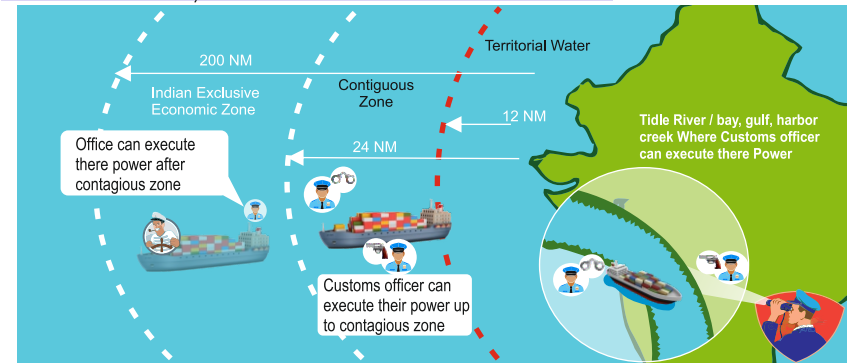 Territorial Water
200 NM
Indian Exclusive
Economic Zone
Contiguous
Zone
12 NM
24 NM
Tidle River / bay, gulf, harbor
creek Where Customs officer
can execute there Power
Office can execute
there power after
contagious zone
Customs officer can
execute their power up
to contagious zone